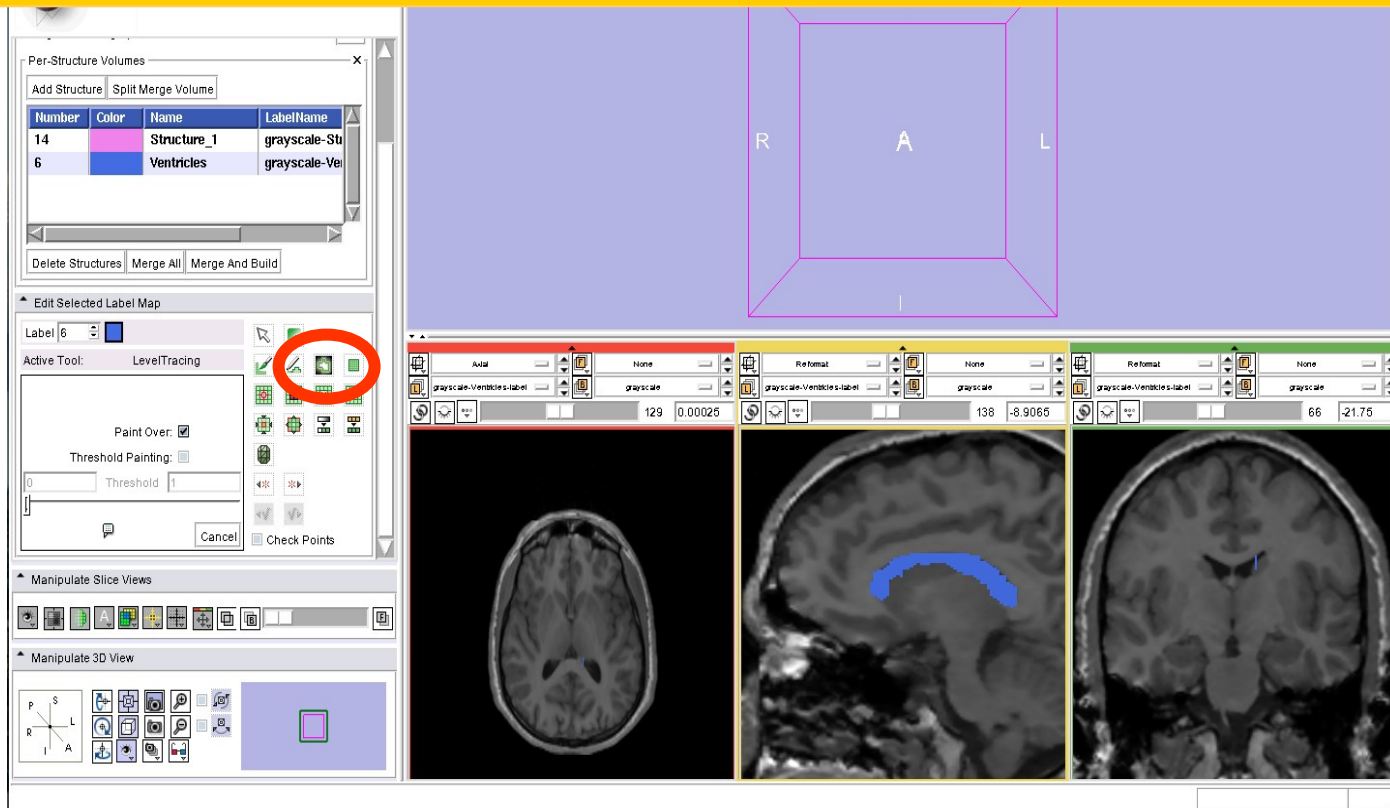 Per-Structure Volumes X
Add Structure Split Merge Volume
Number Color Name LabelName
14 Structure_1 grayscale-Stu
6 Ventricles grayscale-Ven
Delete Structures Merge All Merge And Build
Edit Selected Label Map
Label 6
Active Tool: LevelTracing
Paint Over:
Threshold Painting:
0 Threshold 1
Cancel
Check Points
Manipulate Slice Views
A
B F
Manipulate 3D View
P S
R L
I A
R A L
I
Axial F None
L grayscale-Ventricles-label B grayscale
129 0.00025
Reformat F None
L grayscale-Ventricles-label B grayscale
138 -8.9065
Reformat F None
L grayscale-Ventricles-label B grayscale
66 -21.75